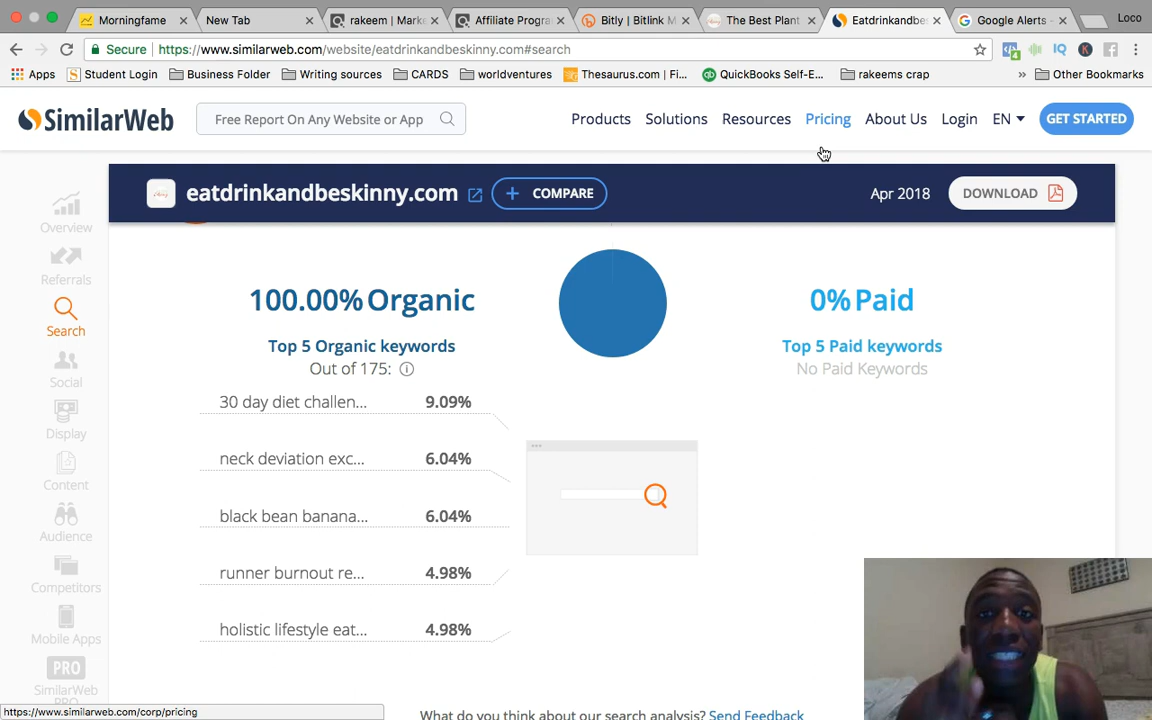 Morningfame
New Tab
rakeem | Marke
Affiliate Progra
Bitly | Bitlink M
The Best Plant
Eatdrinkandbe
Google Alerts –
Loco
Secure | https://www.similarweb.com/website/eatdrinkandbeskinny.com#search
Apps
Student Login
Business Folder
Writing sources
CARDS
worldventures
Thesaurus.com | Fi...
QuickBooks Self-E...
rakeems crap
»
Other Bookmarks
SimilarWeb
Free Report On Any Website or App
Products
Solutions
Resources
Pricing
About Us
Login
EN
GET STARTED
eatdrinkandbeskinny.com
+ COMPARE
Apr 2018
DOWNLOAD
Overview
Referrals
Search
Social
Display
Content
Audience
Competitors
Mobile Apps
PRO
SimilarWeb
100.00% Organic
Top 5 Organic keywords
Out of 175:
30 day diet challen... 9.09%
neck deviation exc... 6.04%
black bean banana... 6.04%
runner burnout re... 4.98%
holistic lifestyle eat... 4.98%
0% Paid
Top 5 Paid keywords
No Paid Keywords
What do you think about our search analysis? Send Feedback
https://www.similarweb.com/corp/pricing